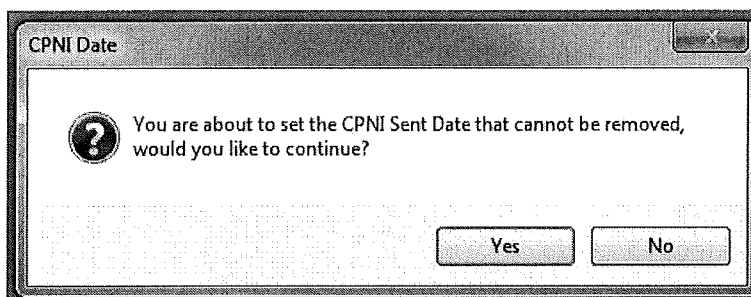 CPNI Date
X
?
You are about to set the CPNI Sent Date that cannot be removed,
would you like to continue?
Yes
No